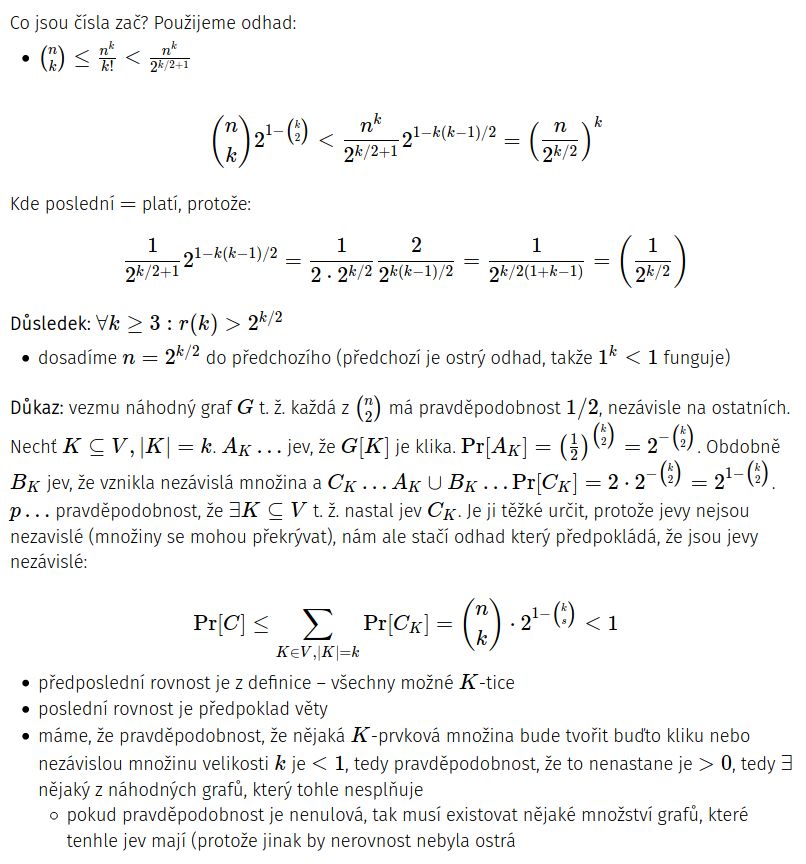 Co jsou čísla zač? Použijeme odhad:
• $\binom{n}{k} \leq \frac{n^k}{k!} < \frac{n^k}{2^{k/2+1}}$
$\binom{n}{k} 2^{1-\binom{k}{2}} < \frac{n^k}{2^{k/2+1}} 2^{1-k(k-1)/2} = \left(\frac{n}{2^{k/2}}\right)^k$
Kde poslední $=$ platí, protože:
$\frac{1}{2^{k/2+1}} 2^{1-k(k-1)/2} = \frac{1}{2 \cdot 2^{k/2}} \frac{2}{2^{k(k-1)/2}} = \frac{1}{2^{k/2(1+k-1)}} = \left(\frac{1}{2^{k/2}}\right)$
Důsledek: $\forall k \geq 3 : r(k) > 2^{k/2}$
• dosadíme $n = 2^{k/2}$ do předchozího (předchozí je ostrý odhad, takže $1^k < 1$ funguje)
Důkaz: vezmu náhodný graf $G$ t. ž. každá z $\binom{n}{2}$ má pravděpodobnost $1/2$, nezávisle na ostatních.
Nechť $K \subseteq V, |K| = k$. $A_K \ldots$ jev, že $G[K]$ je klika. $\Pr[A_K] = \left(\frac{1}{2}\right)^{\binom{k}{2}} = 2^{-\binom{k}{2}}$. Obdobně
$B_K$ jev, že vznikla nezávislá množina a $C_K \ldots A_K \cup B_K \ldots \Pr[C_K] = 2 \cdot 2^{-\binom{k}{2}} = 2^{1-\binom{k}{2}}$.
$p \ldots$ pravděpodobnost, že $\exists K \subseteq V$ t. ž. nastal jev $C_K$. Je ji těžké určit, protože jevy nejsou
nezavislé (množiny se mohou překrývat), nám ale stačí odhad který předpokládá, že jsou jevy
nezávislé:
$\Pr[C] \leq \sum_{K \in V, |K|=k} \Pr[C_K] = \binom{n}{k} \cdot 2^{1-\binom{k}{s}} < 1$
• předposlední rovnost je z definice – všechny možné $K$-tice
• poslední rovnost je předpoklad věty
• máme, že pravděpodobnost, že nějaká $K$-prvková množina bude tvořit buďto kliku nebo
nezávislou množinu velikosti $k$ je $< 1$, tedy pravděpodobnost, že to nenastane je $> 0$, tedy $\exists$
nějaký z náhodných grafů, který tohle nesplňuje
◦ pokud pravděpodobnost je nenulová, tak musí existovat nějaké množství grafů, které
tenhle jev mají (protože jinak by nerovnost nebyla ostrá